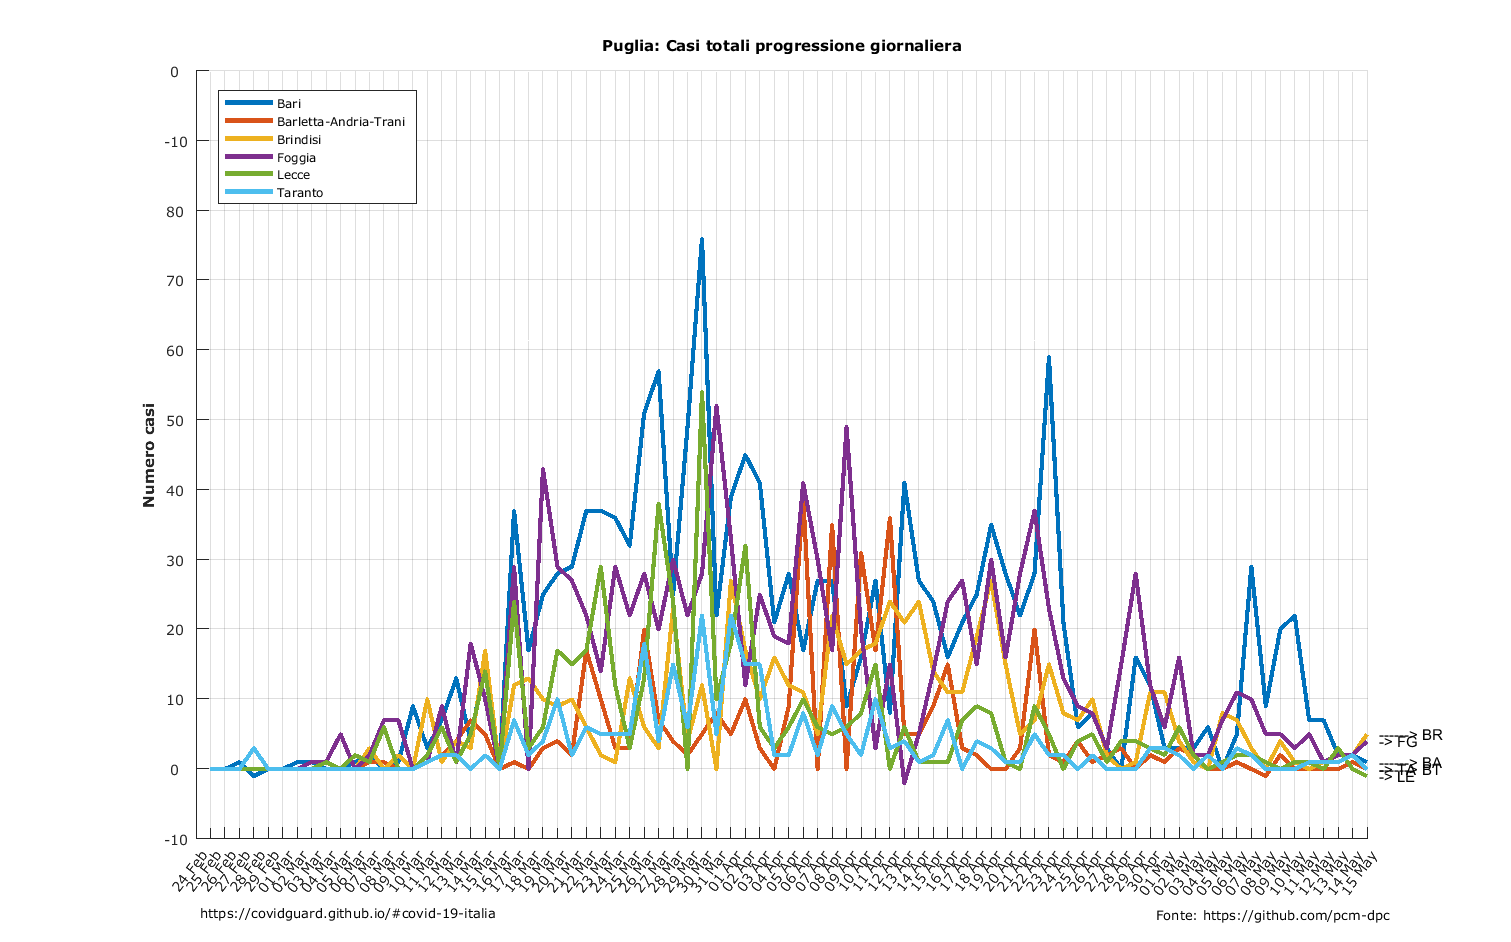 Puglia: Casi totali progressione giornaliera
Bari
Barletta-Andria-Trani
Brindisi
Foggia
Lecce
Taranto
0
-10
80
70
60
50
40
30
20
10
0
-10
Numero casi
-----> BR
-> FG
-----> BA
-> TA
BT
-> LE
24 Feb
25 Feb
26 Feb
27 Feb
28 Feb
29 Feb
01 Mar
02 Mar
03 Mar
05 Mar
06 Mar
07 Mar
08 Mar
09 Mar
10 Mar
11 Mar
12 Mar
13 Mar
14 Mar
15 Mar
16 Mar
17 Mar
18 Mar
19 Mar
20 Mar
21 Mar
22 Mar
23 Mar
24 Mar
25 Mar
26 Mar
27 Mar
28 Mar
29 Mar
30 Mar
31 Mar
01 Apr
02 Apr
03 Apr
04 Apr
05 Apr
06 Apr
07 Apr
08 Apr
09 Apr
10 Apr
11 Apr
12 Apr
13 Apr
14 Apr
15 Apr
16 Apr
17 Apr
18 Apr
19 Apr
20 Apr
21 Apr
22 Apr
23 Apr
24 Apr
25 Apr
26 Apr
27 Apr
28 Apr
29 Apr
30 Apr
01 May
02 May
03 May
04 May
05 May
06 May
07 May
08 May
09 May
10 May
11 May
12 May
13 May
14 May
15 May
https://covidguard.github.io/#covid-19-italia
Fonte: https://github.com/pcm-dpc